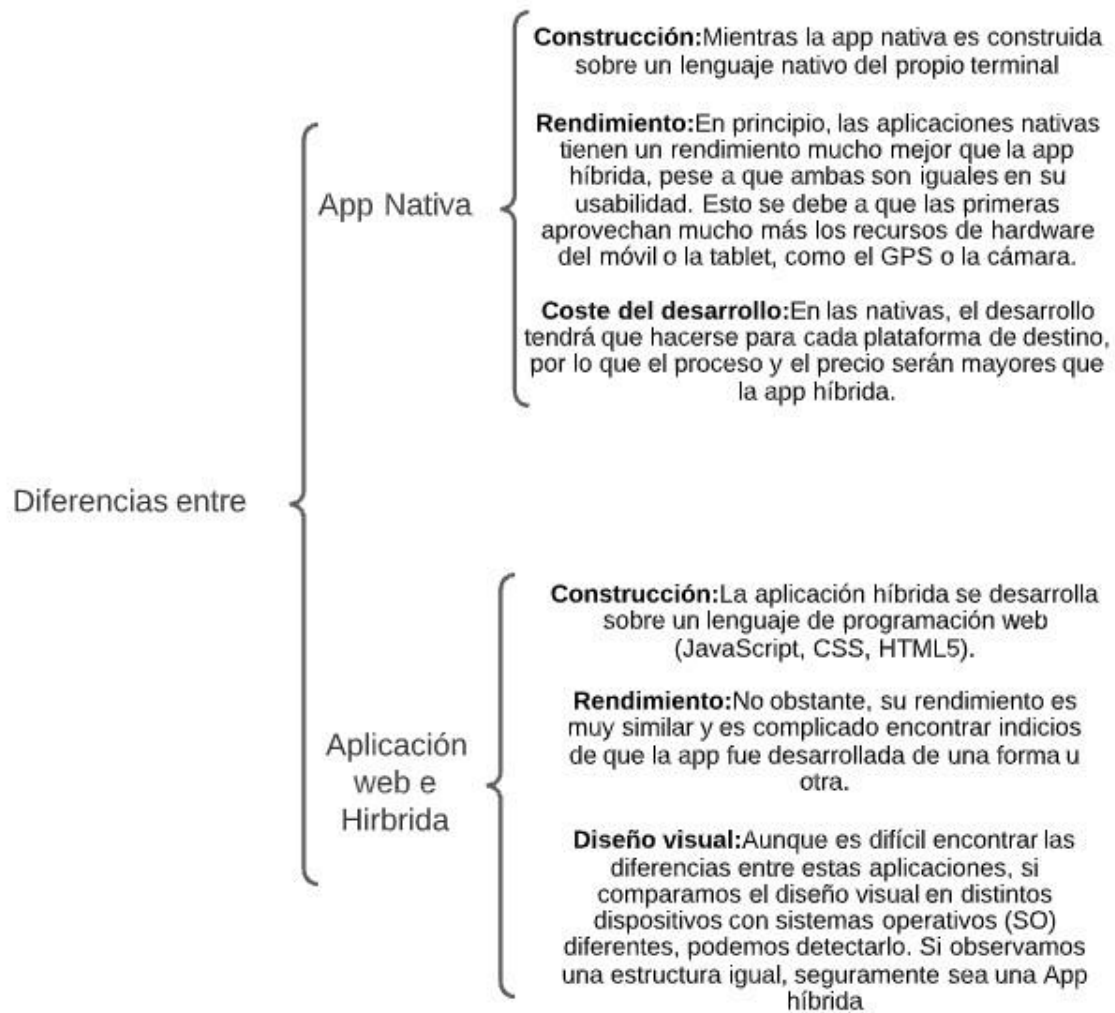 Diferencias entre
App Nativa
Construcción:Mientras la app nativa es construida
sobre un lenguaje nativo del propio terminal
Rendimiento:En principio, las aplicaciones nativas
tienen un rendimiento mucho mejor que la app
híbrida, pese a que ambas son iguales en su
usabilidad. Esto se debe a que las primeras
aprovechan mucho más los recursos de hardware
del móvil o la tablet, como el GPS o la cámara.
Coste del desarrollo:En las nativas, el desarrollo
tendrá que hacerse para cada plataforma de destino,
por lo que el proceso y el precio serán mayores que
la app híbrida.
Aplicación
web e
Hirbrida
Construcción:La aplicación híbrida se desarrolla
sobre un lenguaje de programación web
(JavaScript, CSS, HTML5).
Rendimiento:No obstante, su rendimiento es
muy similar y es complicado encontrar indicios
de que la app fue desarrollada de una forma u
otra.
Diseño visual:Aunque es difícil encontrar las
diferencias entre estas aplicaciones, si
comparamos el diseño visual en distintos
dispositivos con sistemas operativos (SO)
diferentes, podemos detectarlo. Si observamos
una estructura igual, seguramente sea una App
híbrida